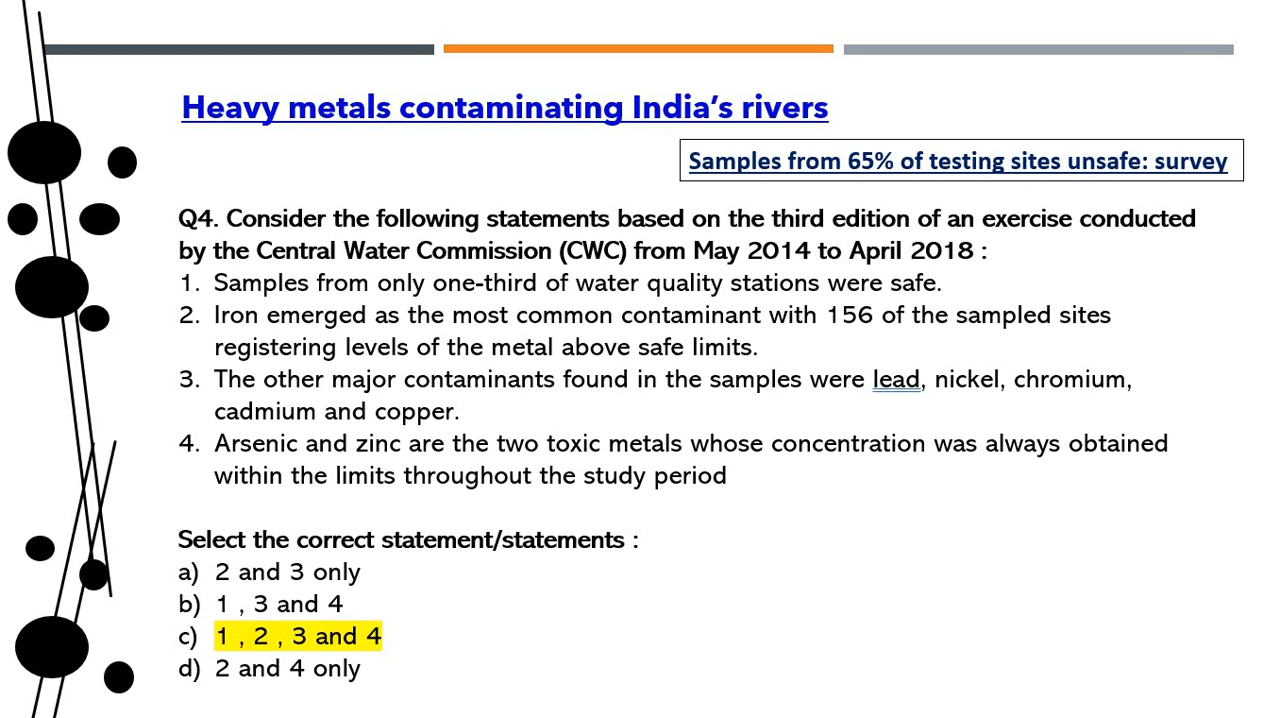 Heavy metals contaminating India’s rivers
Samples from 65% of testing sites unsafe: survey
Q4. Consider the following statements based on the third edition of an exercise conducted
by the Central Water Commission (CWC) from May 2014 to April 2018 :
1. Samples from only one-third of water quality stations were safe.
2. Iron emerged as the most common contaminant with 156 of the sampled sites
registering levels of the metal above safe limits.
3. The other major contaminants found in the samples were lead, nickel, chromium,
cadmium and copper.
4. Arsenic and zinc are the two toxic metals whose concentration was always obtained
within the limits throughout the study period
Select the correct statement/statements :
a) 2 and 3 only
b) 1 , 3 and 4
c) 1 , 2 , 3 and 4
d) 2 and 4 only